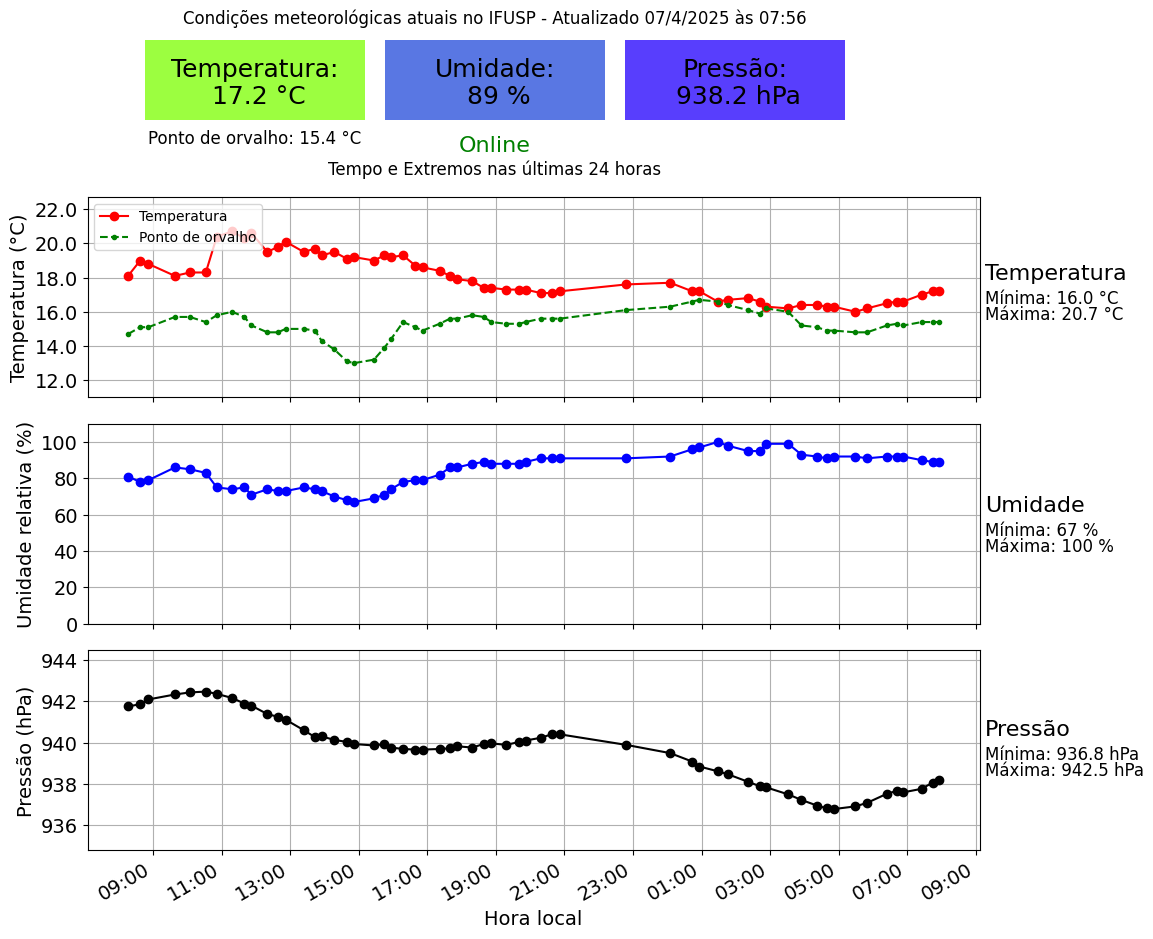 Condições meteorológicas atuais no IFUSP - Atualizado 07/4/2025 às 07:56
Temperatura:
17.2 °C
Umidade:
89 %
Pressão:
938.2 hPa
Ponto de orvalho: 15.4 °C
Online
Tempo e Extremos nas últimas 24 horas
Temperatura (°C)
22.0
20.0
18.0
16.0
14.0
12.0
Temperatura
Ponto de orvalho
Temperatura
Mínima: 16.0 °C
Máxima: 20.7 °C
Umidade relativa (%)
100
80
60
40
20
0
Umidade
Mínima: 67 %
Máxima: 100 %
Pressão (hPa)
944
942
940
938
936
Pressão
Mínima: 936.8 hPa
Máxima: 942.5 hPa
09:00 11:00 13:00 15:00 17:00 19:00 21:00 23:00 01:00 03:00 05:00 07:00 09:00
Hora local